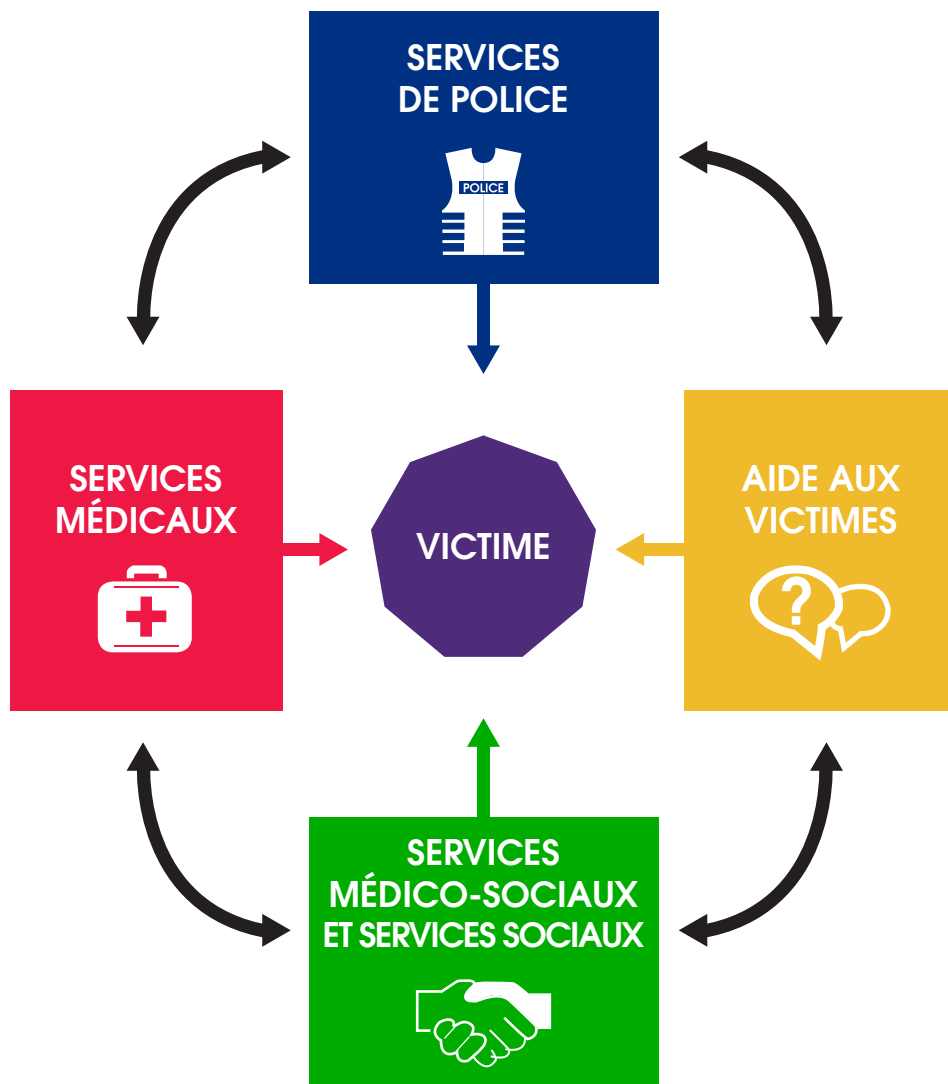 SERVICES
DE POLICE
POLICE
SERVICES
MÉDICAUX
VICTIME
AIDE AUX
VICTIMES
?
SERVICES
MÉDICO-SOCIAUX
ET SERVICES SOCIAUX